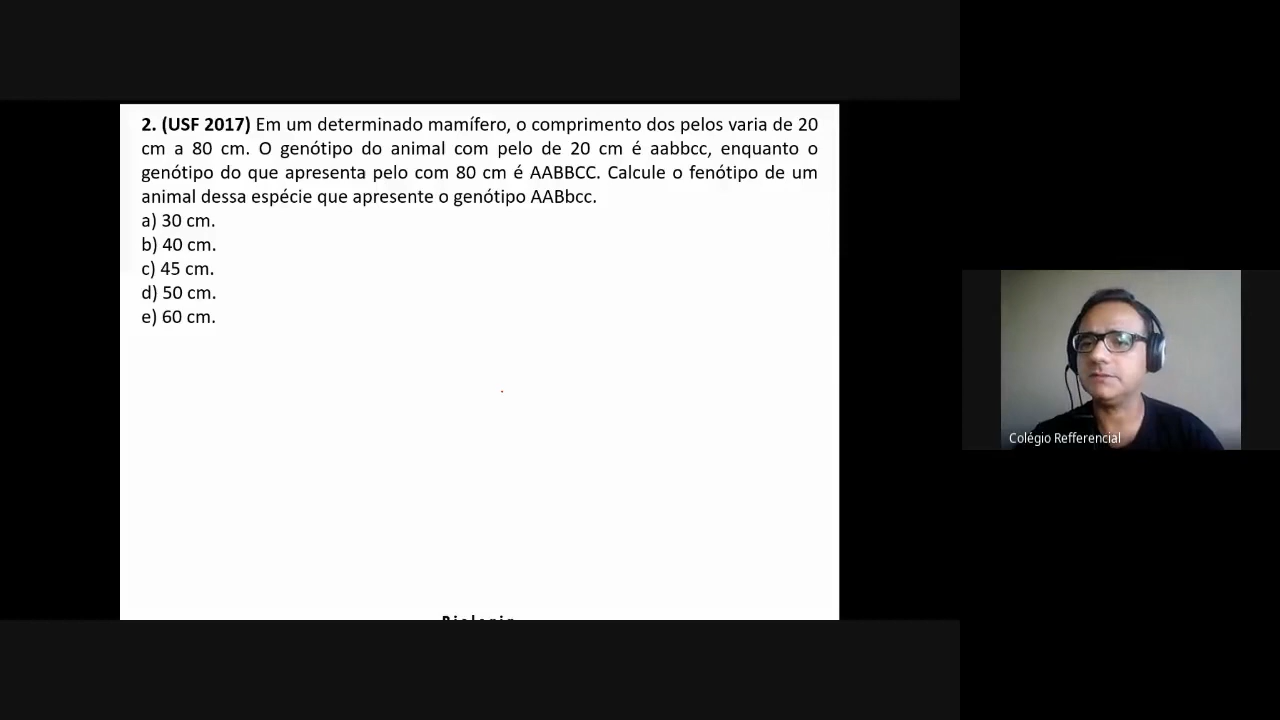 2. (USF 2017) Em um determinado mamífero, o comprimento dos pelos varia de 20
cm a 80 cm. O genótipo do animal com pelo de 20 cm é aabbcc, enquanto o
genótipo do que apresenta pelo com 80 cm é AABBCC. Calcule o fenótipo de um
animal dessa espécie que apresente o genótipo AABbcc.
a) 30 cm.
b) 40 cm.
c) 45 cm.
d) 50 cm.
e) 60 cm.
Colégio Refferencial